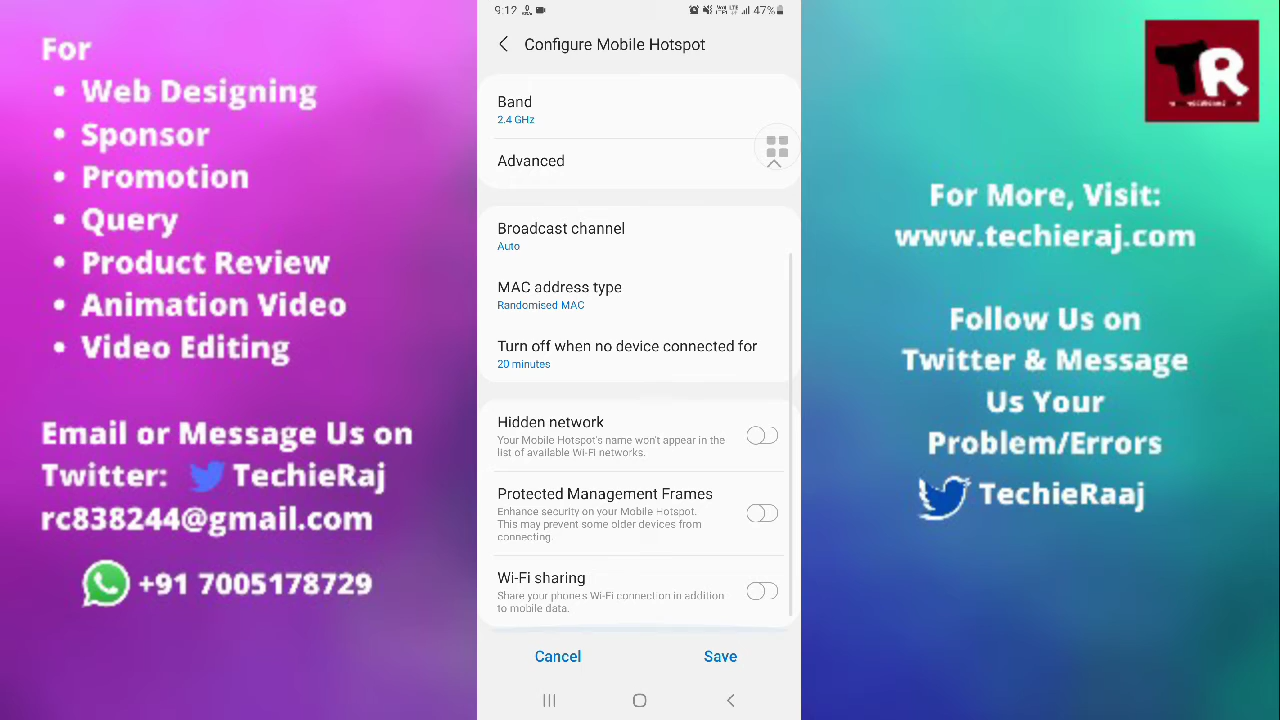 For
• Web Designing
• Sponsor
• Promotion
• Query
• Product Review
• Animation Video
• Video Editing
Email or Message Us on
Twitter: TechieRaj
rc838244@gmail.com
+91 7005178729
9:12
47%
Configure Mobile Hotspot
Band
2.4 GHz
Advanced
Broadcast channel
Auto
MAC address type
Randomised MAC
Turn off when no device connected for
20 minutes
Hidden network
Your Mobile Hotspot's name won't appear in the
list of available Wi-Fi networks.
Protected Management Frames
Enhance security on your Mobile Hotspot.
This may prevent some older devices from
connecting.
Wi-Fi sharing
Share your phone's Wi-Fi connection in addition
to mobile data.
Cancel
Save
TR
For More, Visit:
www.techieraj.com
Follow Us on
Twitter & Message
Us Your
Problem/Errors
TechieRaaj